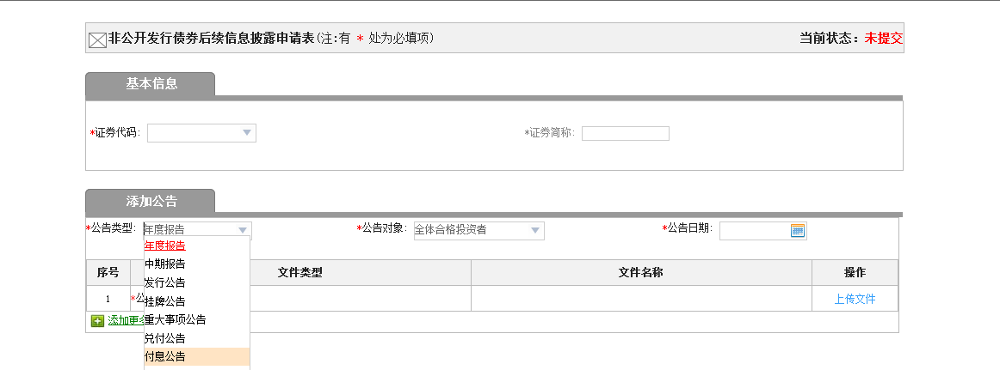 非公开发行债券后续信息披露申请表(注:有 * 处为必填项) 当前状态：未提交
基本信息
*证券代码: *证券简称:
添加公告
*公告类型: 年度报告 *公告对象: 全体合格投资者 *公告日期:
年度报告
中期报告
序号 文件类型 文件名称 操作
发行公告
1 *公 上传文件
挂牌公告
重大事项公告
添加更
兑付公告
付息公告